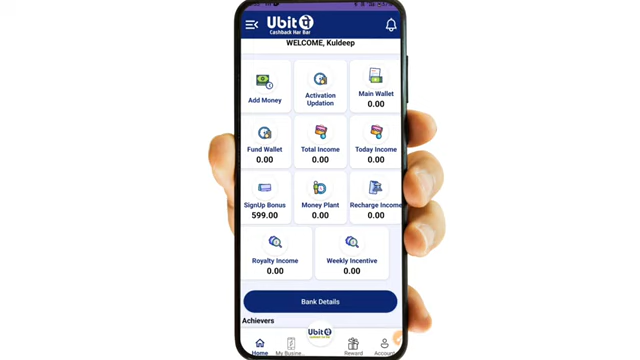 Ubit पे
Cashback Har Bar
WELCOME, Kuldeep
Add Money
Activation
Updation
Main Wallet
0.00
Fund Wallet
0.00
Total Income
0.00
Today Income
0.00
SignUp Bonus
599.00
Money Plant
0.00
Recharge Income
0.00
Royalty Income
0.00
Weekly Incentive
0.00
Bank Details
Achievers
Ubit पे
Home
My Busine..
Reward
Account